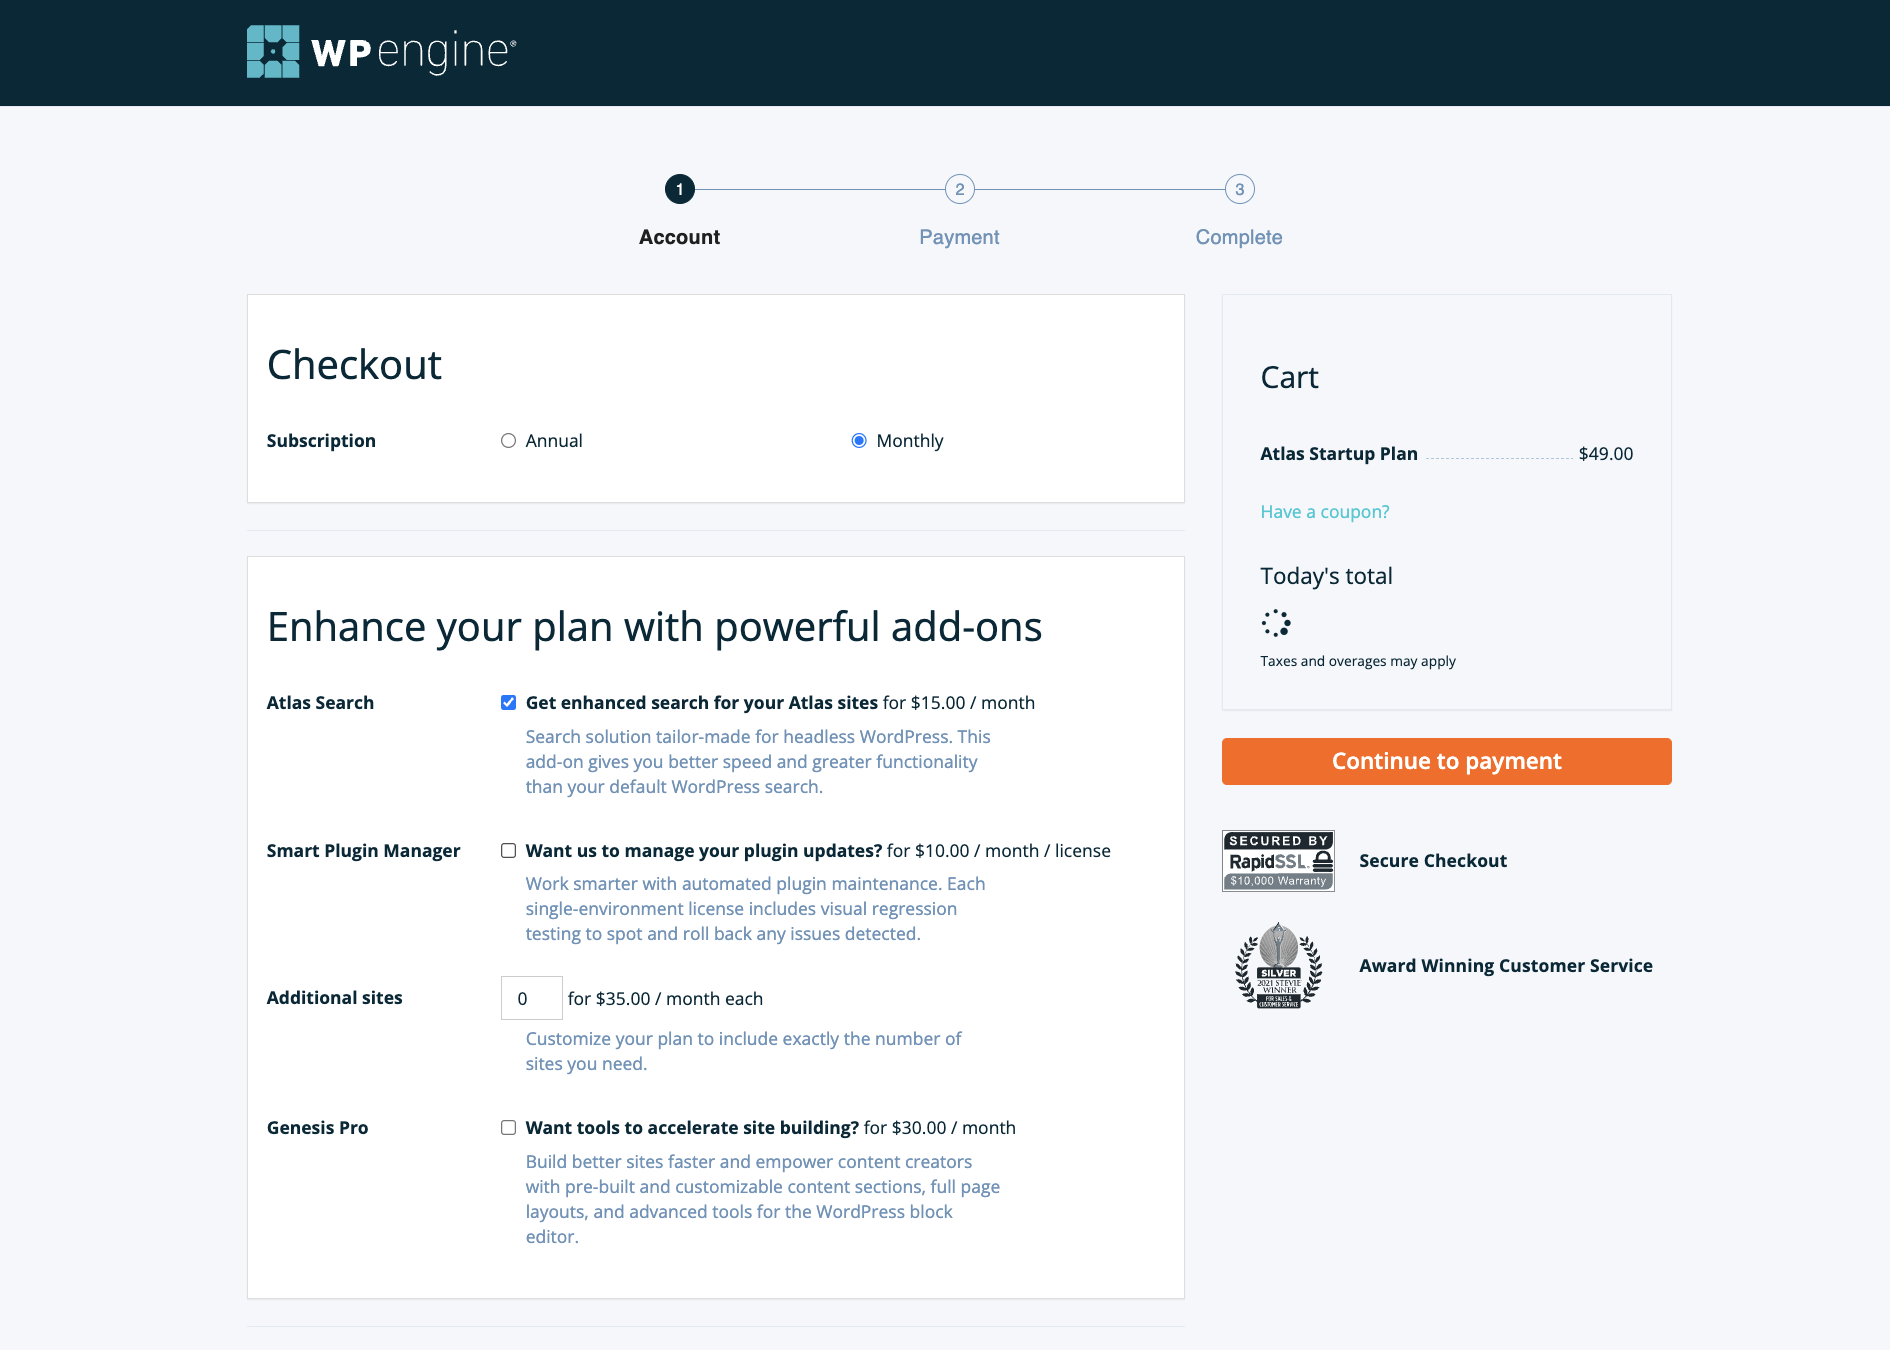 WP engine®
1
2
3
Account
Payment
Complete
Checkout
Subscription
Annual
Monthly
Enhance your plan with powerful add-ons
Atlas Search
Get enhanced search for your Atlas sites for $15.00 / month
Search solution tailor-made for headless WordPress. This
add-on gives you better speed and greater functionality
than your default WordPress search.
Smart Plugin Manager
Want us to manage your plugin updates? for $10.00 / month / license
Work smarter with automated plugin maintenance. Each
single-environment license includes visual regression
testing to spot and roll back any issues detected.
Additional sites
0 for $35.00 / month each
Customize your plan to include exactly the number of
sites you need.
Genesis Pro
Want tools to accelerate site building? for $30.00 / month
Build better sites faster and empower content creators
with pre-built and customizable content sections, full page
layouts, and advanced tools for the WordPress block
editor.
Cart
Atlas Startup Plan $49.00
Have a coupon?
Today's total
Taxes and overages may apply
Continue to payment
SECURED BY
RapidSSL
$10,000 Warranty
Secure Checkout
SILVER
2021 STEVIE
WINNER
FOR SALES &
CUSTOMER SERVICE
Award Winning Customer Service